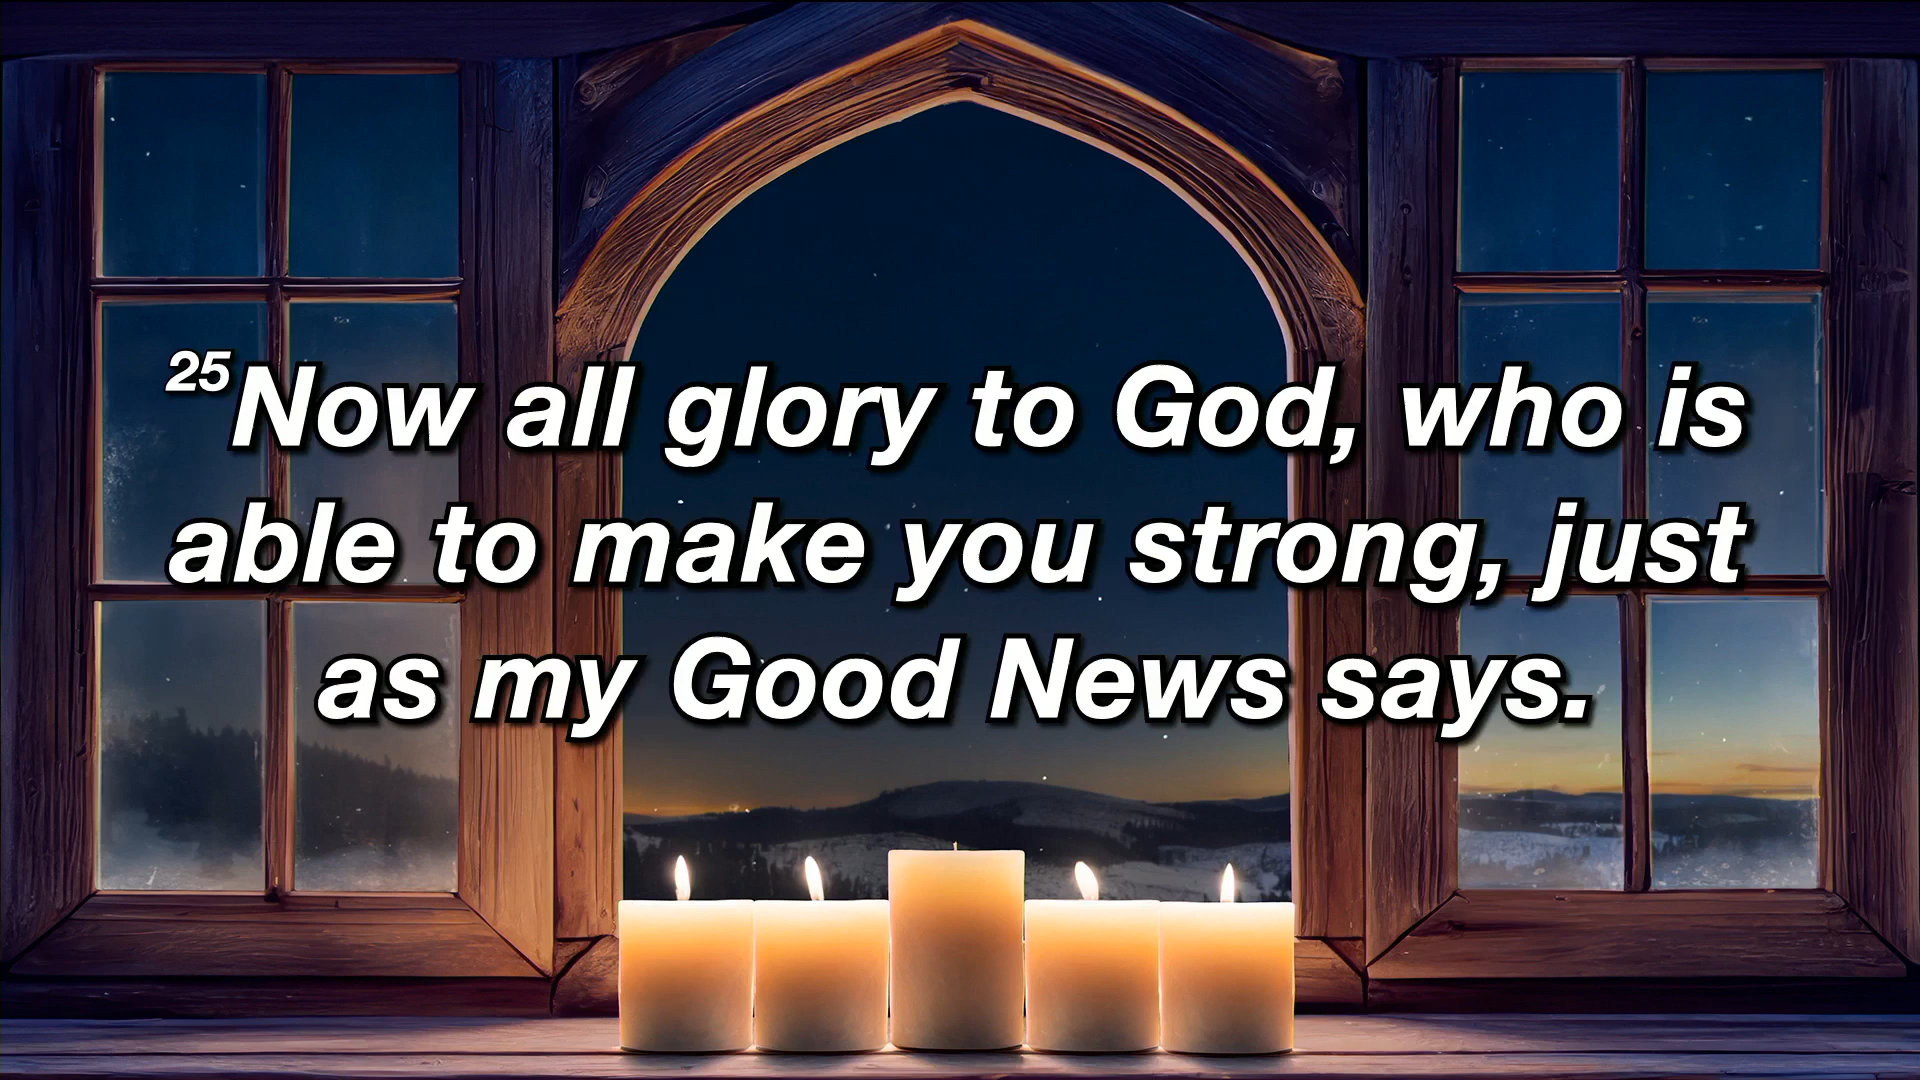 25Now all glory to God, who is
able to make you strong, just
as my Good News says.